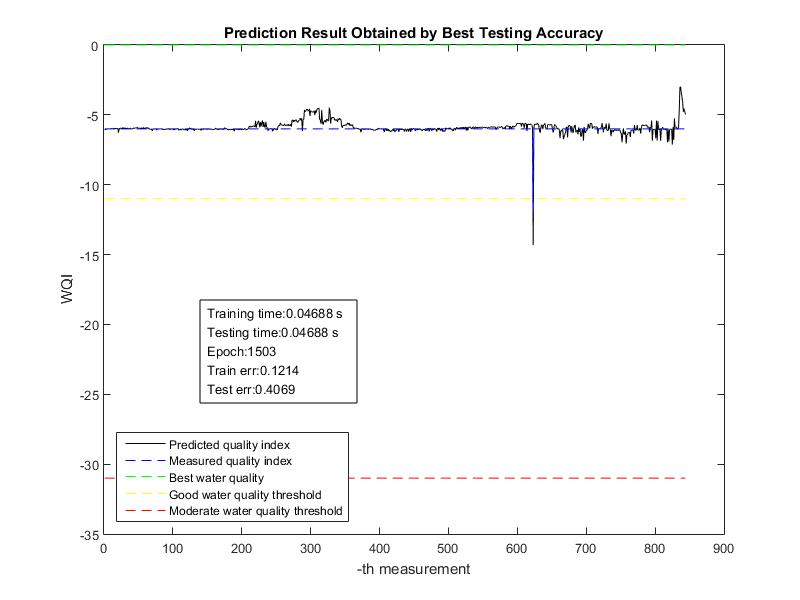 Prediction Result Obtained by Best Testing Accuracy
0
-5
-10
-15
-20
-25
-30
-35
WQI
Training time:0.04688 s
Testing time:0.04688 s
Epoch:1503
Train err:0.1214
Test err:0.4069
Predicted quality index
Measured quality index
Best water quality
Good water quality threshold
Moderate water quality threshold
0 100 200 300 400 500 600 700 800 900
-th measurement